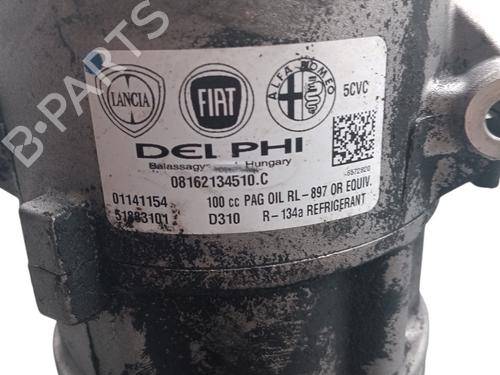 B-PARTS
LANCIA FIAT ALFA ROMEO 5CVC
DELPHI
Hungary
08162134510.C
01141154 100 cc PAG OIL RL-897 OR EQUIV.
51883101 D310 R-134a REFRIGERANT